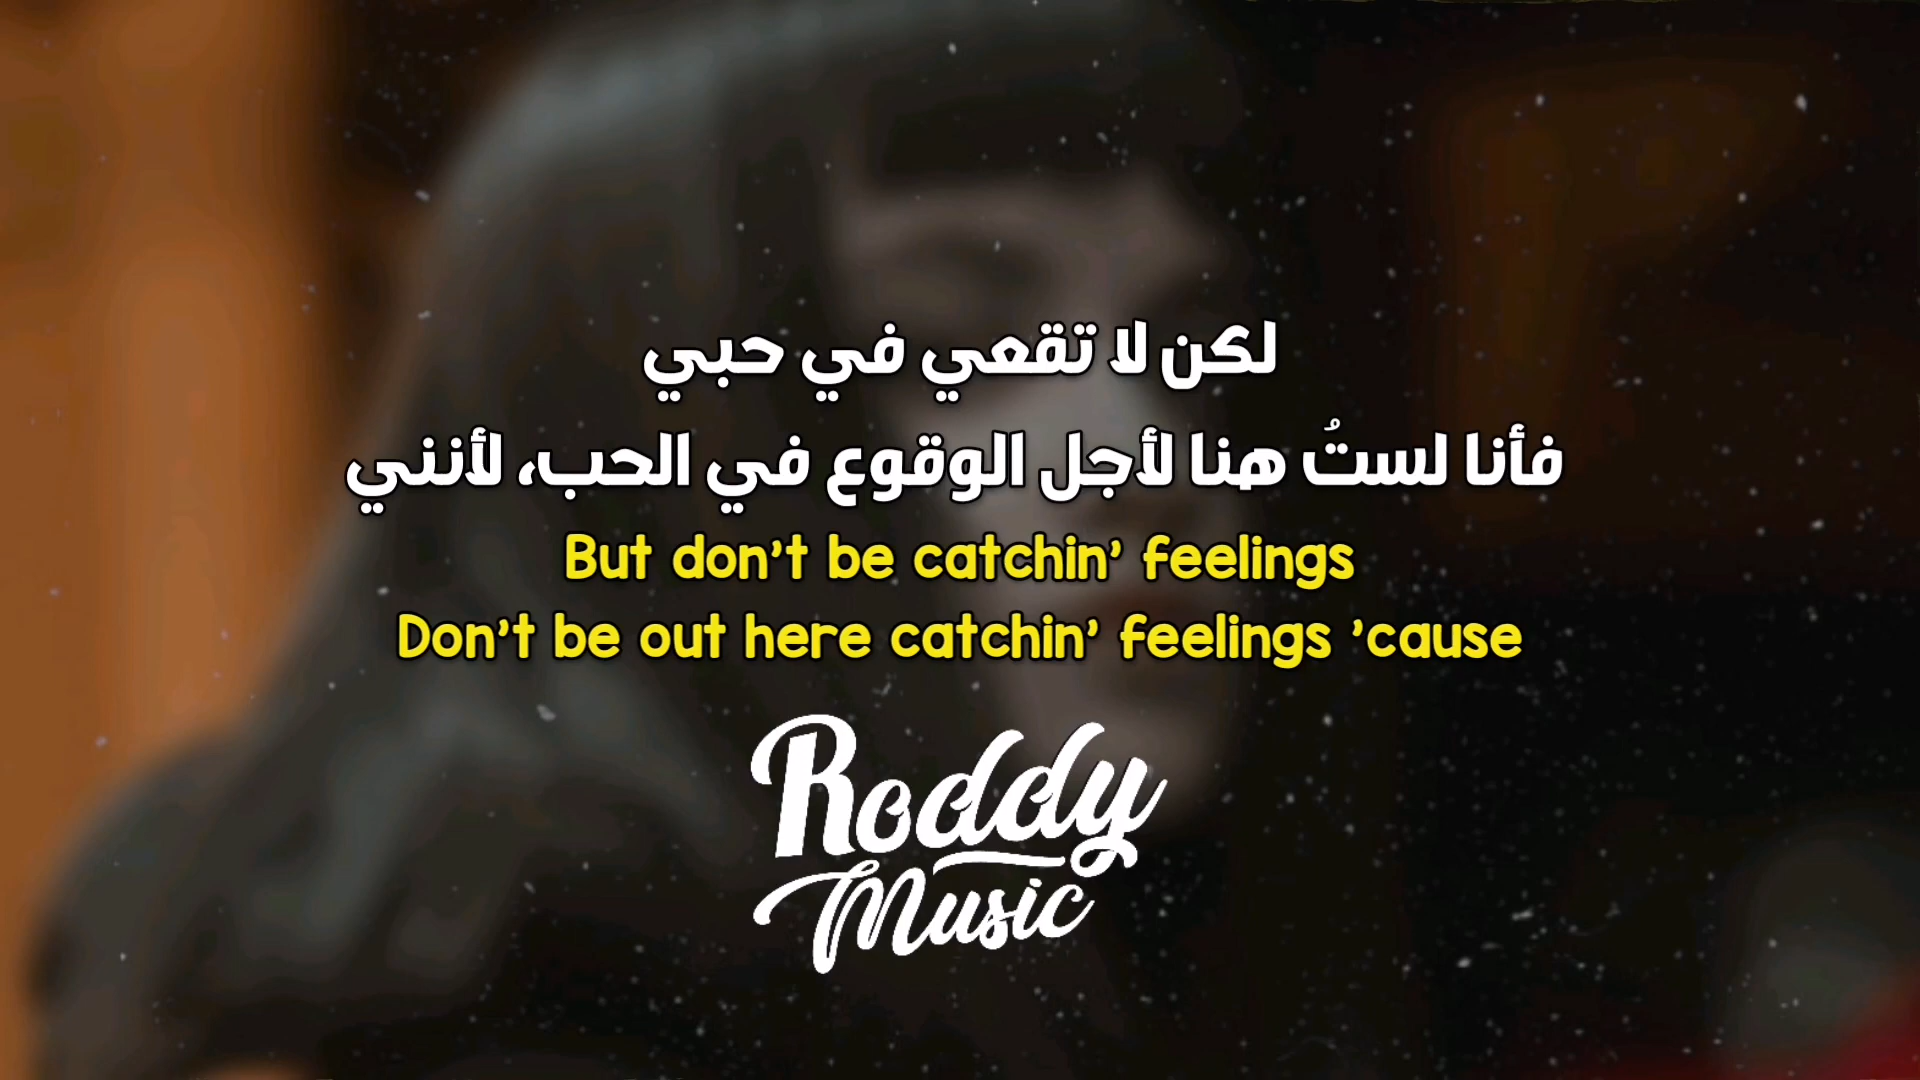 لكن لا تقعي في حبي
فأنا لستُ هنا لأجل الوقوع في الحب، لأنني
But don't be catchin' feelings
Don't be out here catchin' feelings 'cause
Roddy
Music